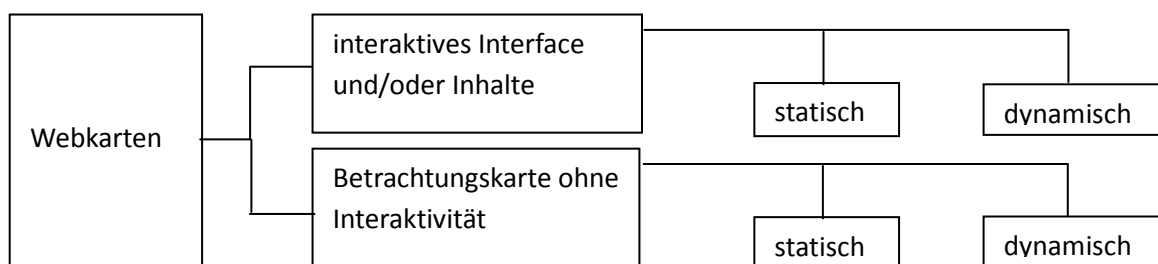 Webkarten
interaktives Interface
und/oder Inhalte
statisch
dynamisch
Betrachtungskarte ohne
Interaktivität
statisch
dynamisch